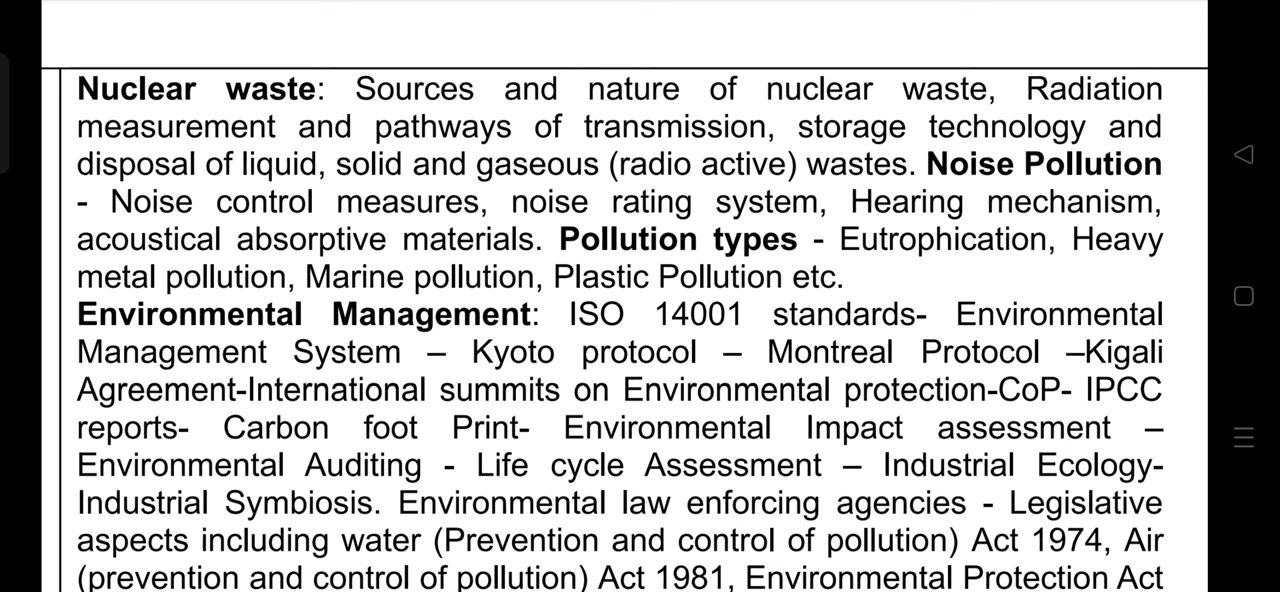 Nuclear waste: Sources and nature of nuclear waste, Radiation
measurement and pathways of transmission, storage technology and
disposal of liquid, solid and gaseous (radio active) wastes. Noise Pollution
- Noise control measures, noise rating system, Hearing mechanism,
acoustical absorptive materials. Pollution types - Eutrophication, Heavy
metal pollution, Marine pollution, Plastic Pollution etc.
Environmental Management: ISO 14001 standards- Environmental
Management System – Kyoto protocol – Montreal Protocol –Kigali
Agreement-International summits on Environmental protection-CoP- IPCC
reports- Carbon foot Print- Environmental Impact assessment –
Environmental Auditing - Life cycle Assessment – Industrial Ecology-
Industrial Symbiosis. Environmental law enforcing agencies - Legislative
aspects including water (Prevention and control of pollution) Act 1974, Air
(prevention and control of pollution) Act 1981, Environmental Protection Act